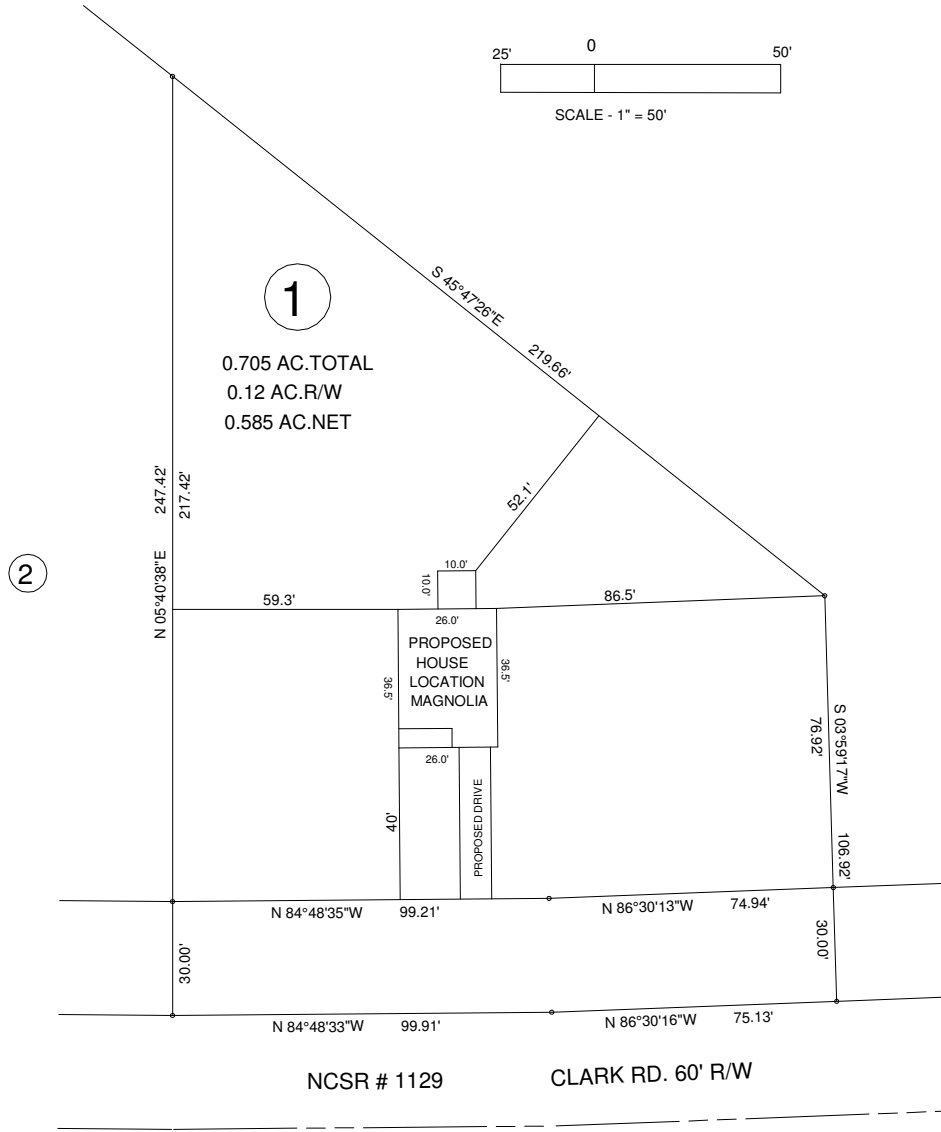 25' 0 50'
SCALE - 1" = 50'
S 45°47'26"E
219.66'
1
0.705 AC.TOTAL
0.12 AC.R/W
0.585 AC.NET
247.42'
217.42'
N 05°40'38"E
2
52.1'
10.0'
10.0'
59.3'
86.5'
26.0'
PROPOSED
HOUSE
LOCATION
MAGNOLIA
36.5'
36.5'
26.0'
40'
PROPOSED DRIVE
S 03°59'17"W
76.92'
106.92'
N 84°48'35"W 99.21'
N 86°30'13"W 74.94'
30.00'
30.00'
N 84°48'33"W 99.91'
N 86°30'16"W 75.13'
NCSR # 1129
CLARK RD. 60' R/W